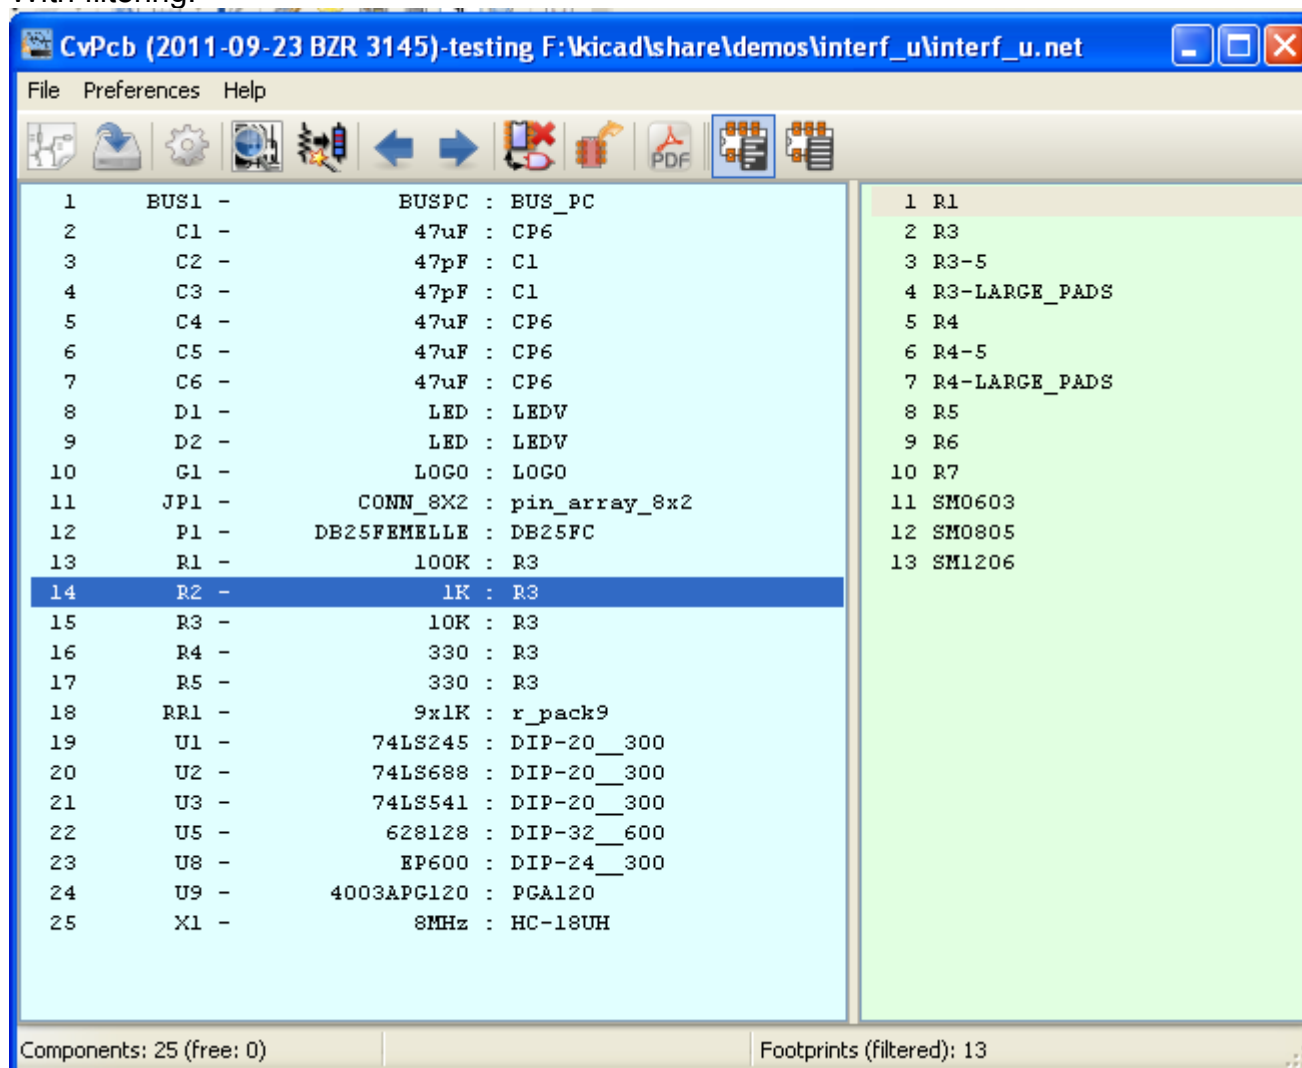 With filtering:
CvPcb (2011-09-23 BZR 3145)-testing F:\kicad\share\demos\interf_u\interf_u.net
File Preferences Help
PDF
1 BUS1 - BUSPC : BUS_PC
2 C1 - 47uF : CP6
3 C2 - 47pF : C1
4 C3 - 47pF : C1
5 C4 - 47uF : CP6
6 C5 - 47uF : CP6
7 C6 - 47uF : CP6
8 D1 - LED : LEDV
9 D2 - LED : LEDV
10 G1 - LOGO : LOGO
11 JP1 - CONN_8X2 : pin_array_8x2
12 P1 - DB25FEMELLE : DB25FC
13 R1 - 100K : R3
14 R2 - 1K : R3
15 R3 - 10K : R3
16 R4 - 330 : R3
17 R5 - 330 : R3
18 RR1 - 9x1K : r_pack9
19 U1 - 74LS245 : DIP-20__300
20 U2 - 74LS688 : DIP-20__300
21 U3 - 74LS541 : DIP-20__300
22 U5 - 628128 : DIP-32__600
23 U8 - EP600 : DIP-24__300
24 U9 - 4003APG120 : PGA120
25 X1 - 8MHz : HC-18UH
1 R1
2 R3
3 R3-5
4 R3-LARGE_PADS
5 R4
6 R4-5
7 R4-LARGE_PADS
8 R5
9 R6
10 R7
11 SM0603
12 SM0805
13 SM1206
Components: 25 (free: 0)
Footprints (filtered): 13